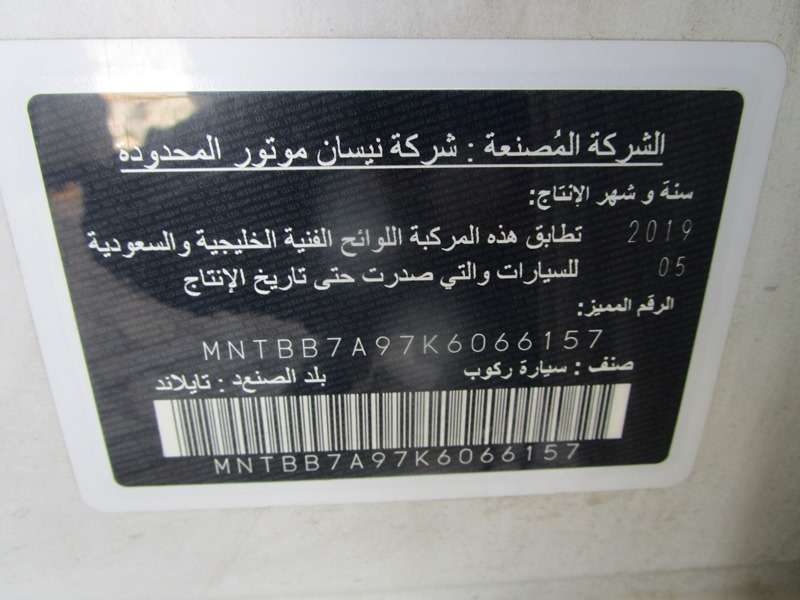 الشركة المُصنعة : شركة نيسان موتور المحدودة
سنة و شهر الإنتاج:
2019 تطابق هذه المركبة اللوائح الفنية الخليجية والسعودية
05 للسيارات والتي صدرت حتى تاريخ الإنتاج
الرقم المميز:
MNTBB7A97K6066157
صنف : سيارة ركوب بلد الصنعد : تايلاند
MNTBB7A97K6066157